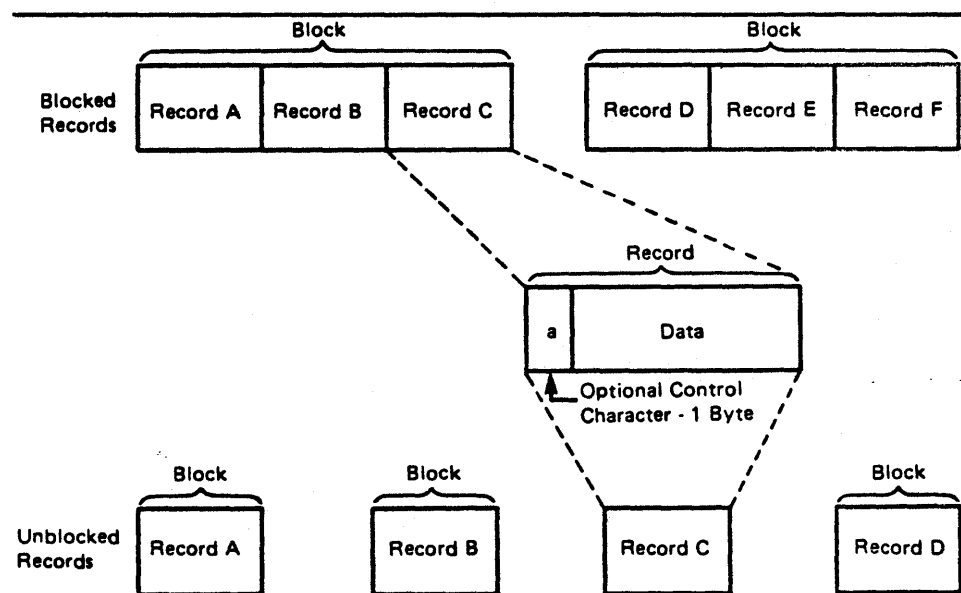 Block
Block
Blocked
Records
Record A
Record B
Record C
Record D
Record E
Record F
Record
a
Data
Optional Control
Character - 1 Byte
Block
Block
Block
Unblocked
Records
Record A
Record B
Record C
Record D